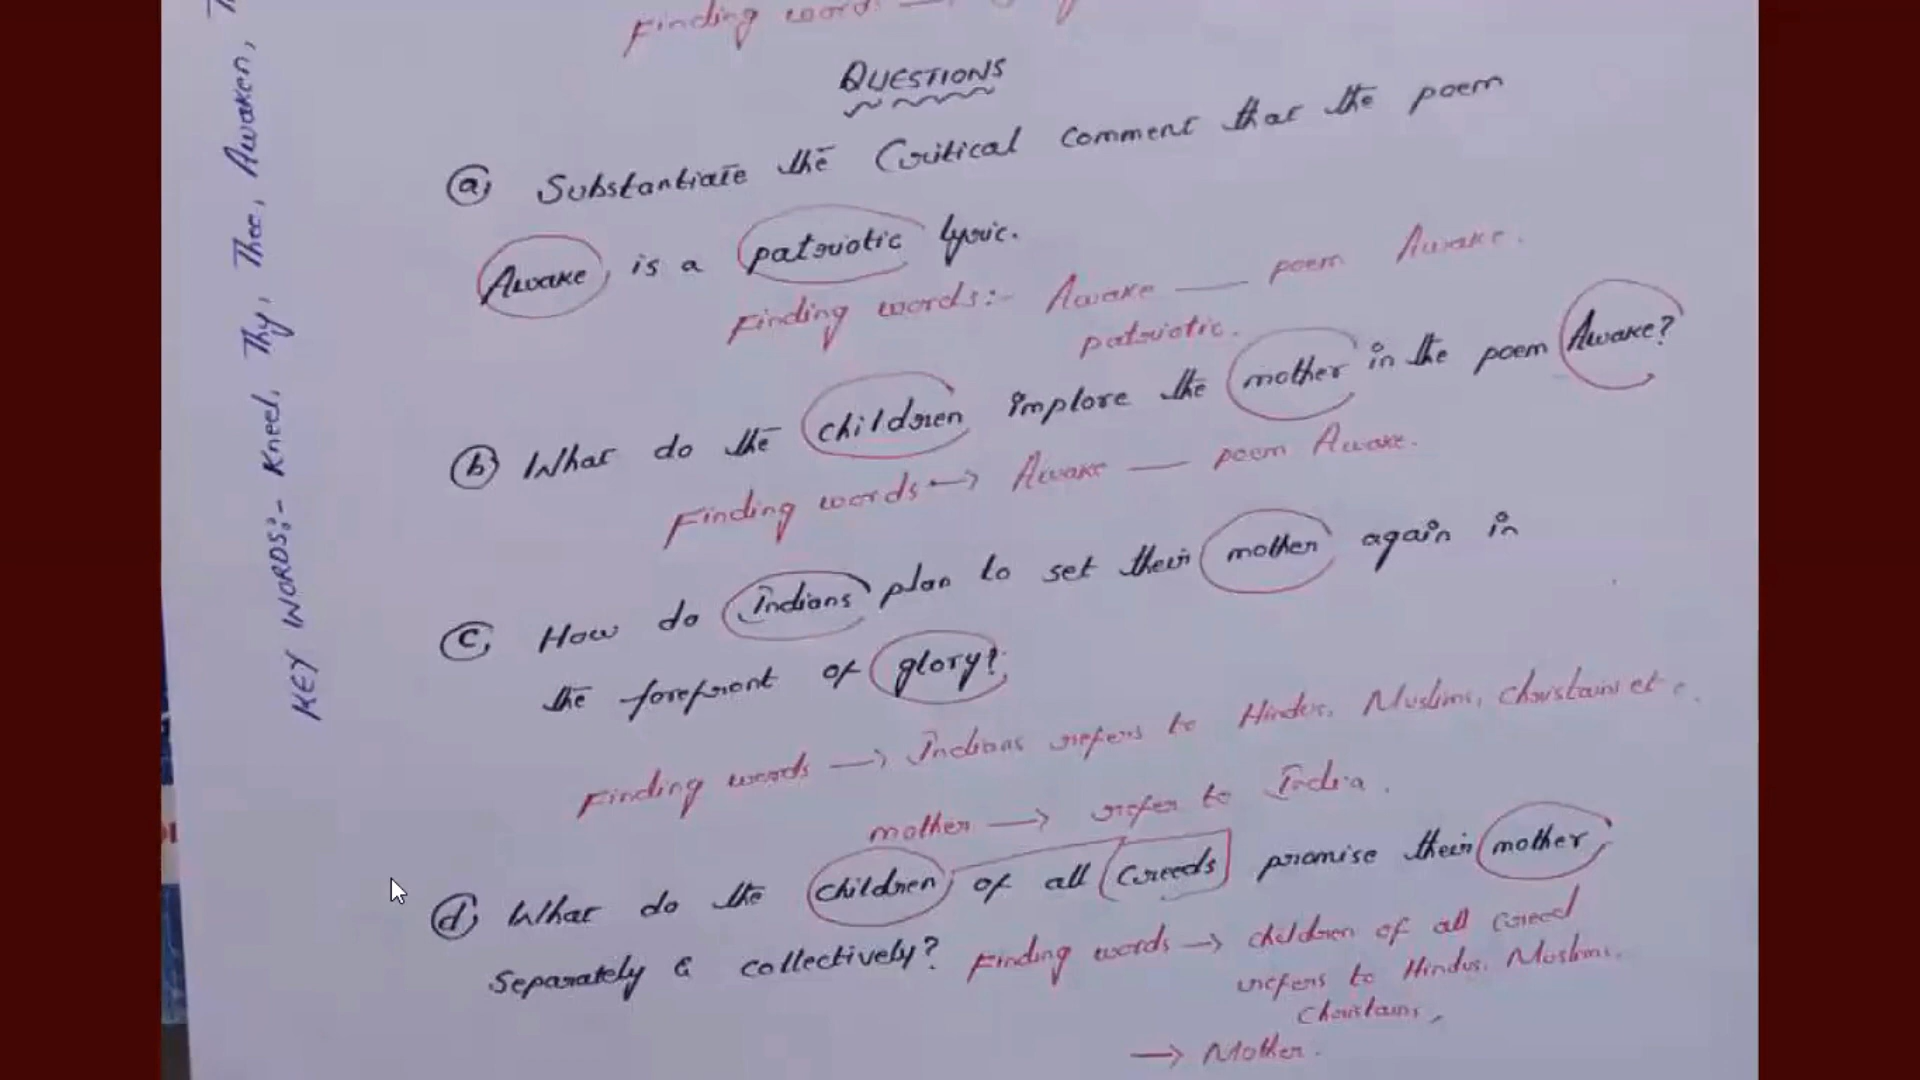 Finding words
QUESTIONS
(a) Substantiate the Critical comment that the poem
Awake is a patriotic lyric.
Finding words:- Awake — poem Awake.
patriotic.
(b) What do the children implore the mother in the poem Awake?
Finding words → Awake — poem Awake.
(c) How do Indians plan to set their mother again in
the forefront of glory?
Finding words → Indians refers to Hindus, Muslims, Christains etc.
mother → refer to India.
(d) What do the children of all Creeds promise their mother
separately & collectively? Finding words → children of all Creed
refers to Hindus, Muslims,
Christains,
→ Mother.
KEY WORDS:- Kneel, Thy, Thee, Awaken,